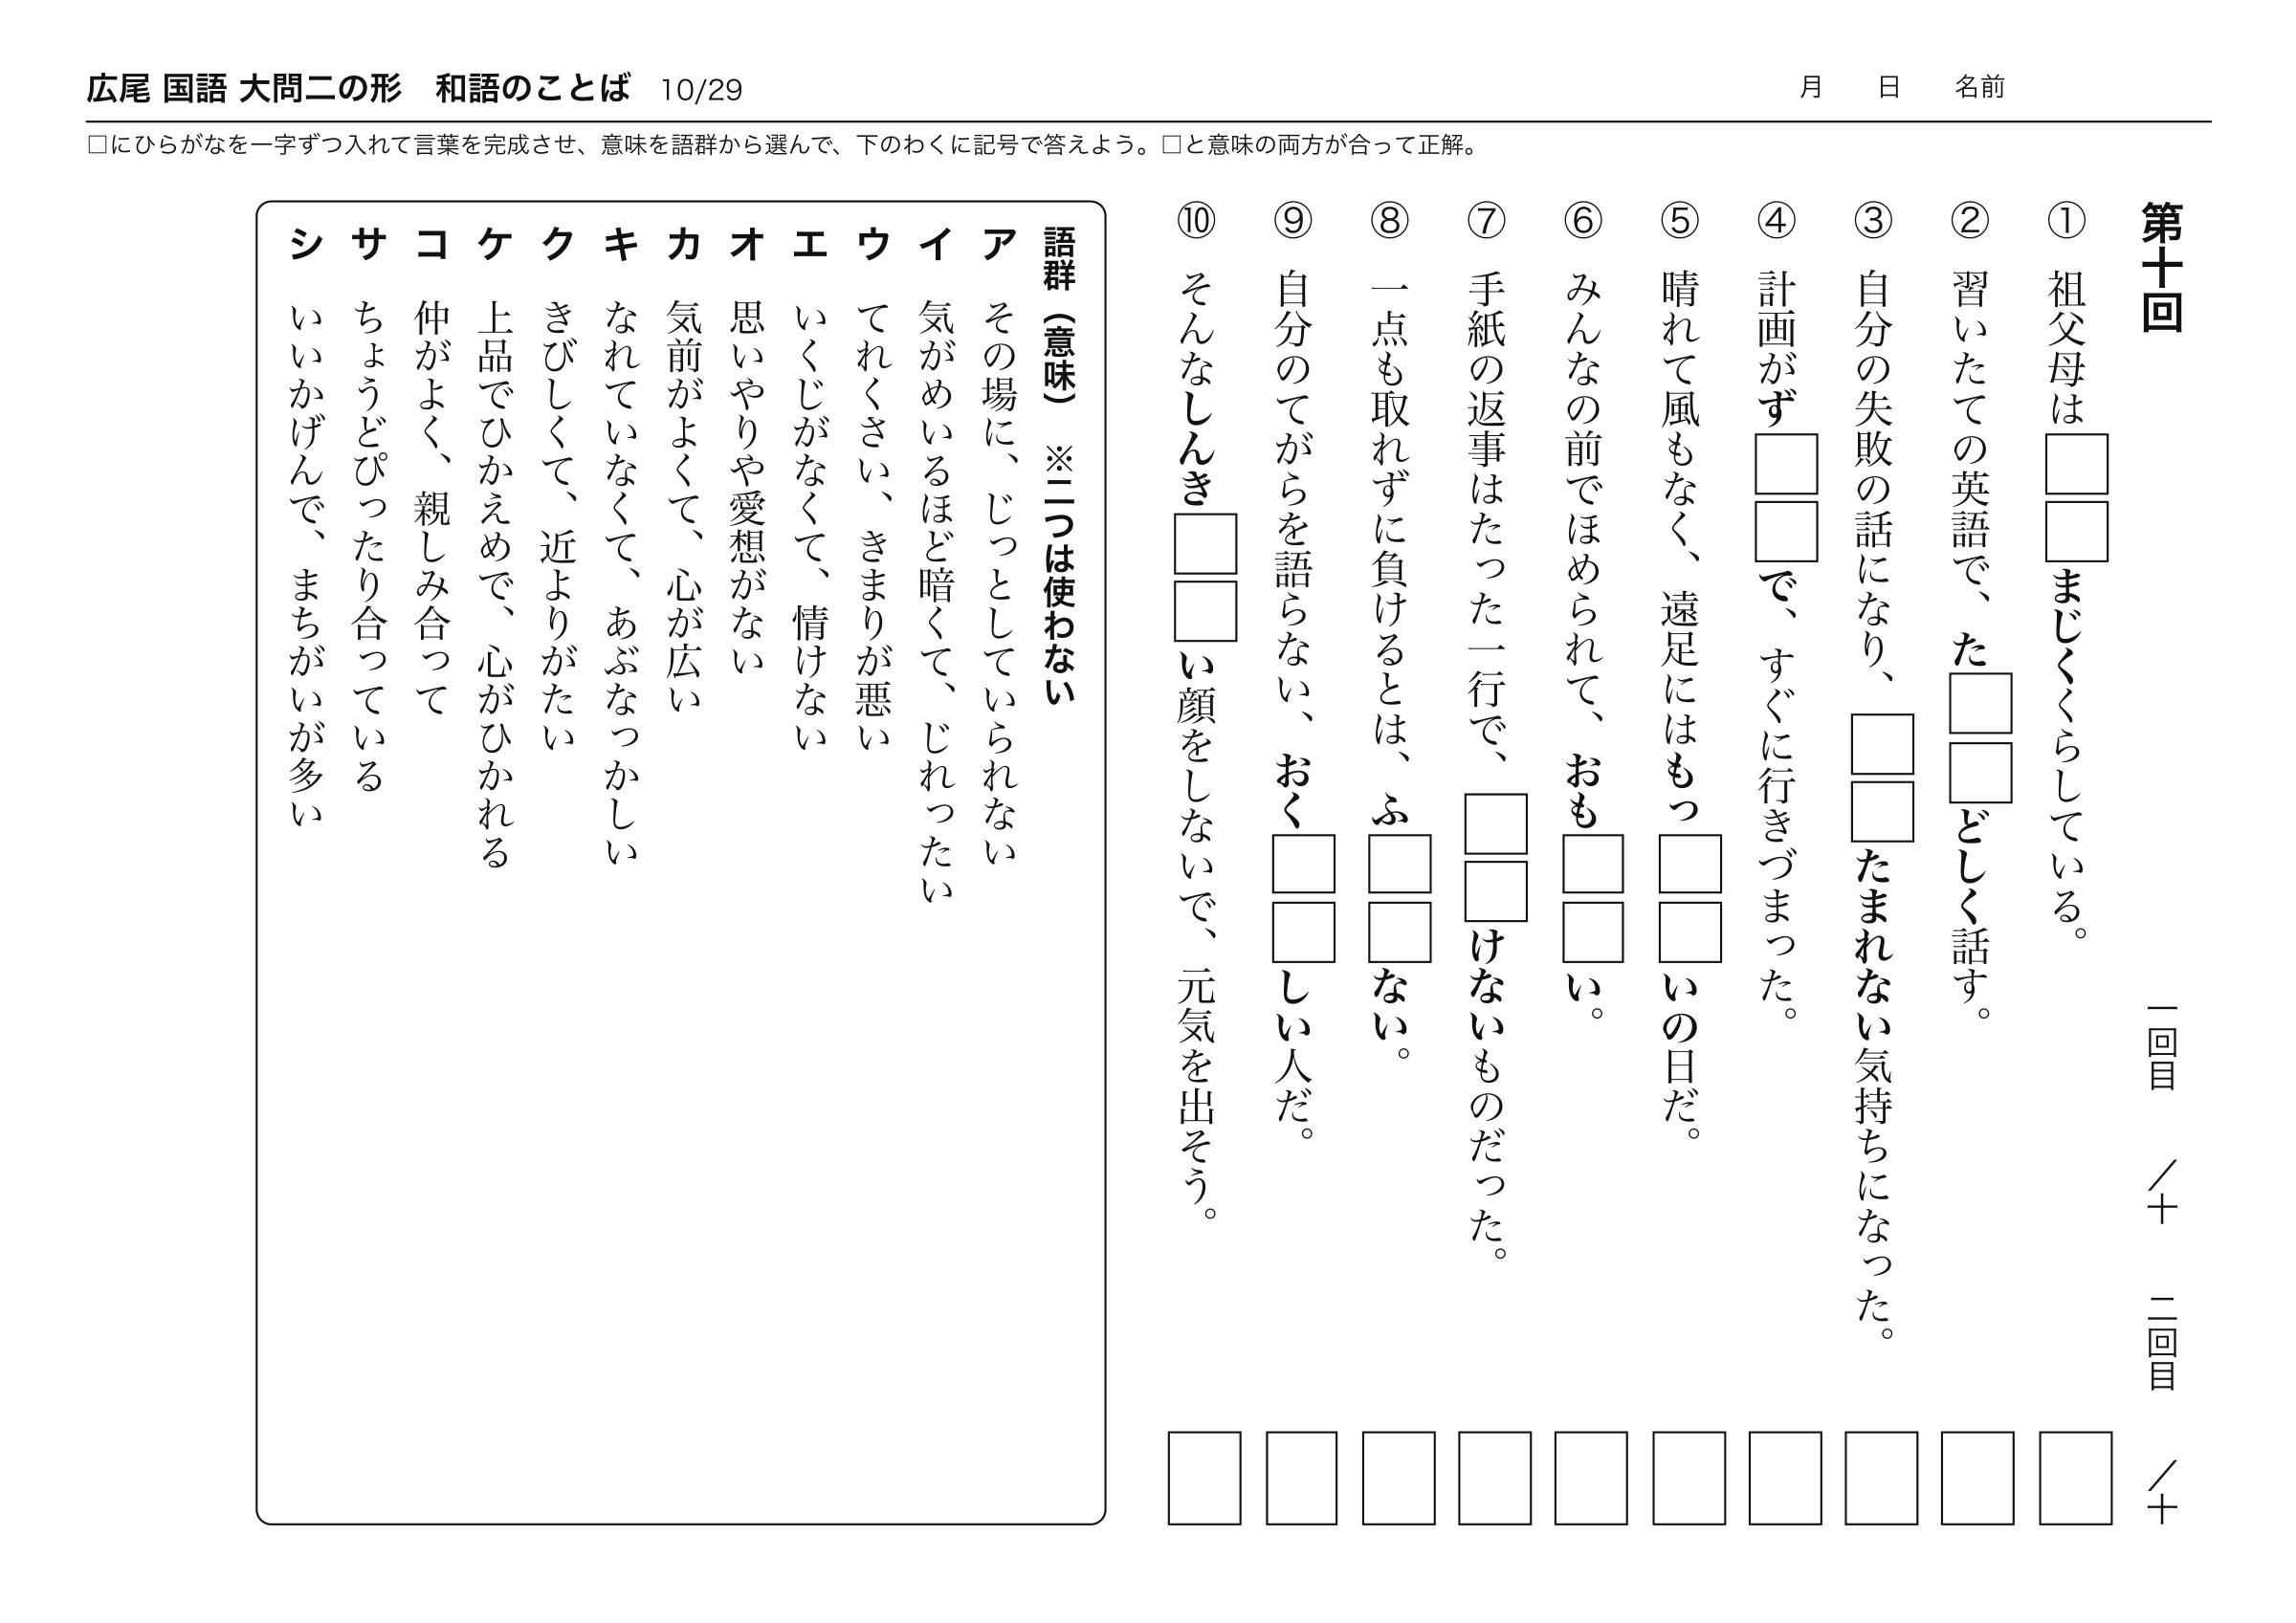 広尾 国語 大問二の形　和語のことば　10/29
月　　日　　名前
□にひらがなを一字ずつ入れて言葉を完成させ、意味を語群から選んで、下のわくに記号で答えよう。□と意味の両方が合って正解。
第十回　一回目　／十　二回目　／十
① 祖父母は□□まじくくらしている。
② 習いたての英語で、た□□どしく話す。
③ 自分の失敗の話になり、□□たまれない気持ちになった。
④ 計画がず□□で、すぐに行きづまった。
⑤ 晴れて風もなく、遠足にはもっ□□いの日だ。
⑥ みんなの前でほめられて、おも□□い。
⑦ 手紙の返事はたった一行で、□□けないものだった。
⑧ 一点も取れずに負けるとは、ふ□□ない。
⑨ 自分のてがらを語らない、おく□□しい人だ。
⑩ そんなしんき□□い顔をしないで、元気を出そう。
語群（意味）　※二つは使わない
ア　その場に、じっとしていられない
イ　気がめいるほど暗くて、じれったい
ウ　てれくさい、きまりが悪い
エ　いくじがなくて、情けない
オ　思いやりや愛想がない
カ　気前がよくて、心が広い
キ　なれていなくて、あぶなっかしい
ク　きびしくて、近よりがたい
ケ　上品でひかえめで、心がひかれる
コ　仲がよく、親しみ合って
サ　ちょうどぴったり合っている
シ　いいかげんで、まちがいが多い